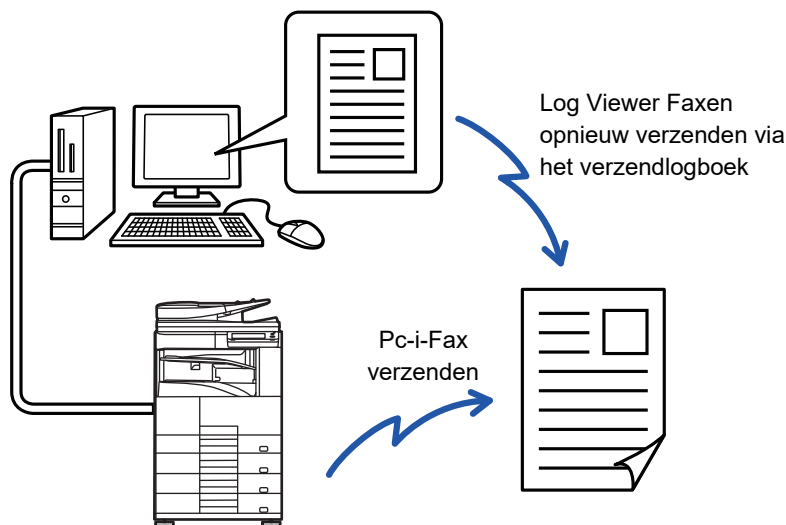 Log Viewer Faxen
opnieuw verzenden via
het verzendlogboek
Pc-i-Fax
verzenden